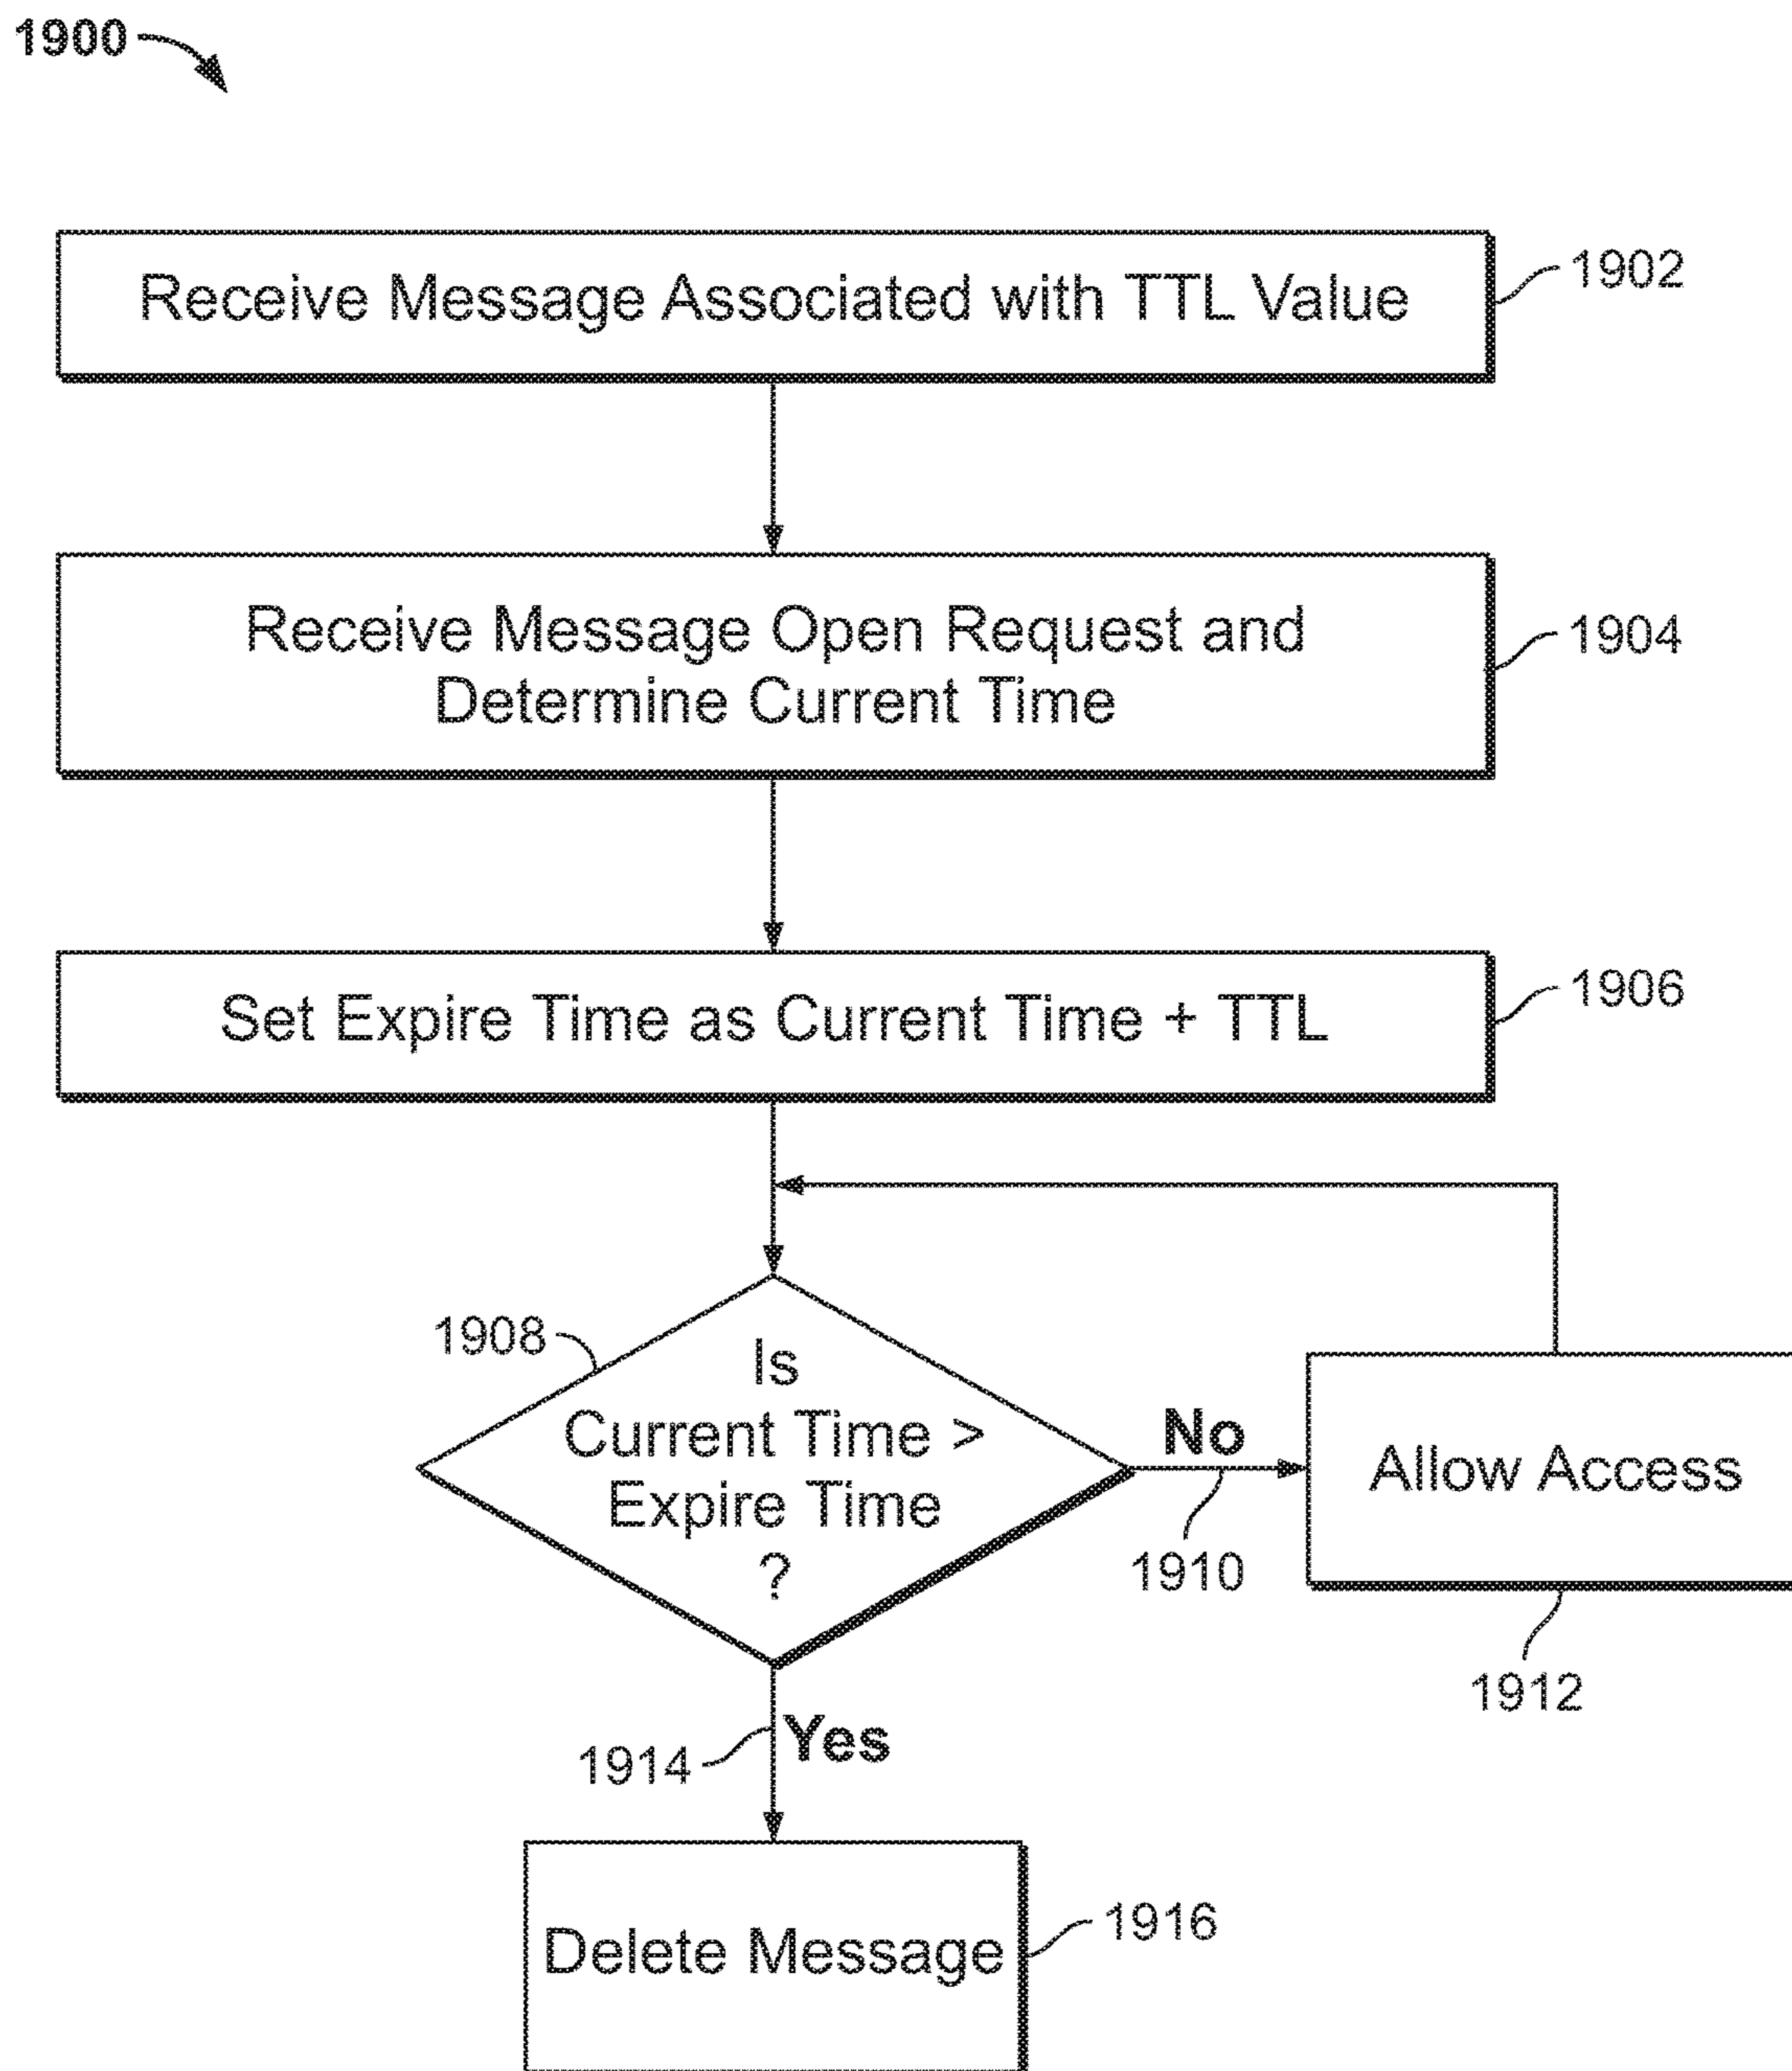 1900
Receive Message Associated with TTL Value
1902
Receive Message Open Request and
Determine Current Time
1904
Set Expire Time as Current Time + TTL
1906
1908
Is
Current Time >
Expire Time
?
No
1910
Allow Access
1912
Yes
1914
Delete Message
1916